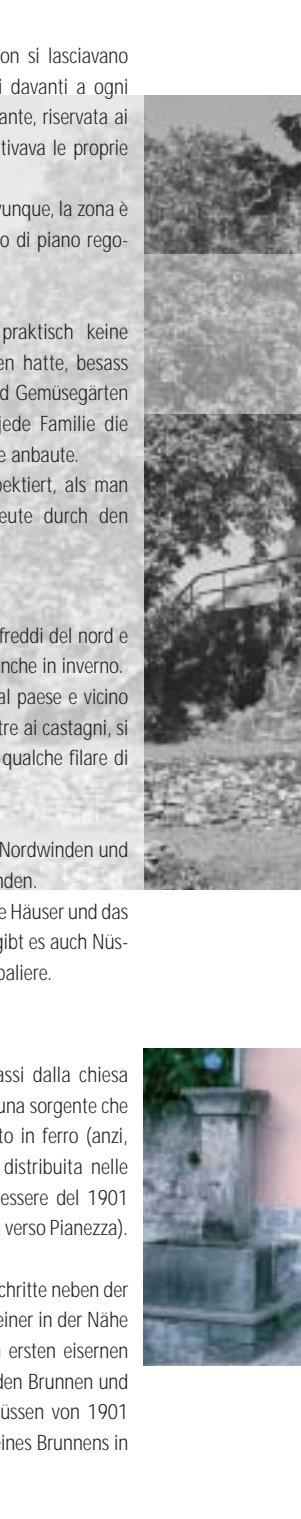 on si lasciavano
i davanti a ogni
ante, riservata ai
tivava le proprie
vunque, la zona è
o di piano rego-
praktisch keine
en hatte, besass
d Gemüsegärten
jede Familie die
e anbaute.
pektiert, als man
eute durch den
freddi del nord e
nche in inverno.
al paese e vicino
tre ai castagni, si
qualche filare di
Nordwinden und
nden.
e Häuser und das
gibt es auch Nüs-
paliere.
assi dalla chiesa
una sorgente che
to in ferro (anzi,
distribuita nelle
essere del 1901
verso Pianezza).
chritte neben der
einer in der Nähe
ersten eisernen
den Brunnen und
üssen von 1901
eines Brunnens in